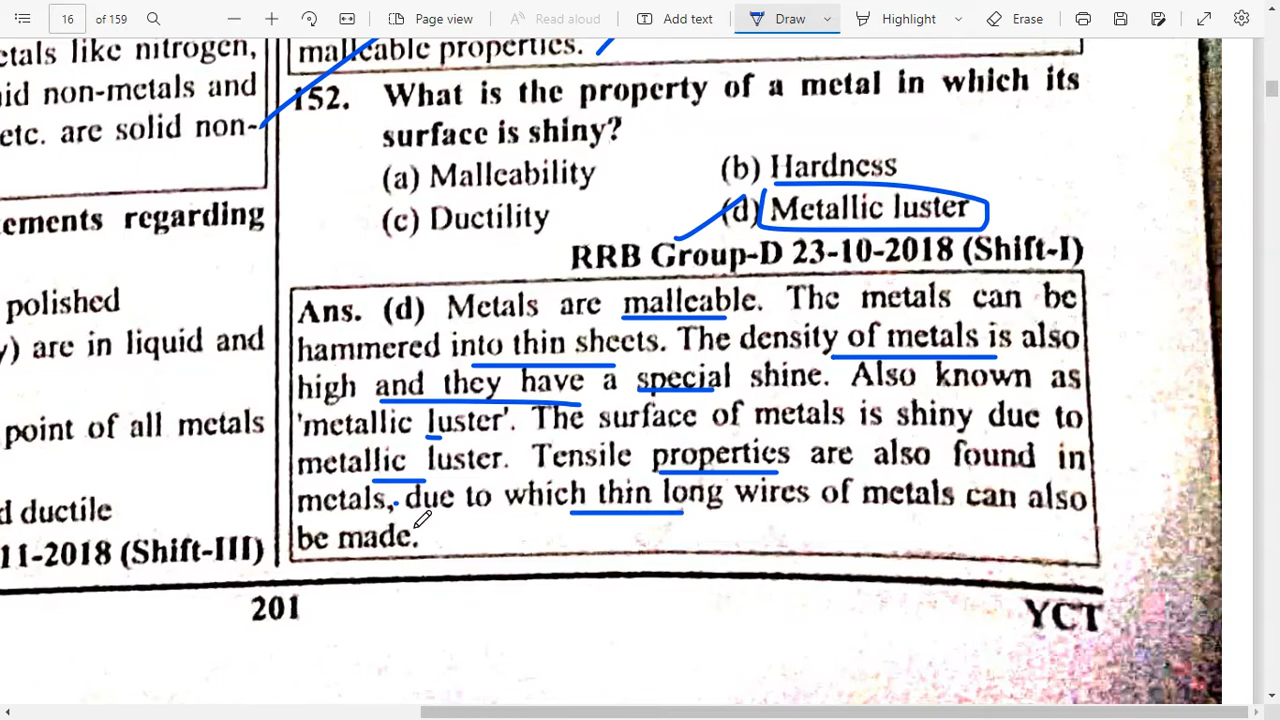 16 of 159 Page view Read aloud Add text Draw Highlight Erase
etals like nitrogen,
id non-metals and
etc. are solid non-
ements regarding
polished
y) are in liquid and
point of all metals
d ductile
11-2018 (Shift-III)
malleable properties.
152. What is the property of a metal in which its
surface is shiny?
(a) Malleability (b) Hardness
(c) Ductility (d) Metallic luster
RRB Group-D 23-10-2018 (Shift-I)
Ans. (d) Metals are malleable. The metals can be
hammered into thin sheets. The density of metals is also
high and they have a special shine. Also known as
'metallic luster'. The surface of metals is shiny due to
metallic luster. Tensile properties are also found in
metals, due to which thin long wires of metals can also
be made.
201 YCT